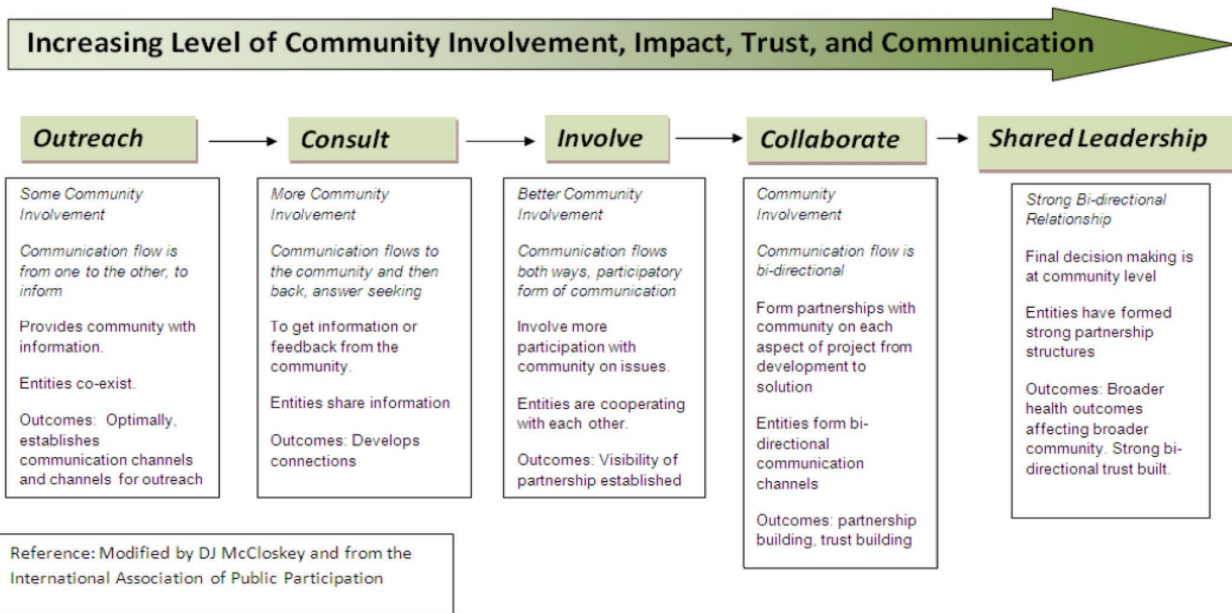 Increasing Level of Community Involvement, Impact, Trust, and Communication
Outreach
Consult
Involve
Collaborate
Shared Leadership
Some Community
Involvement
Communication flow is
from one to the other, to
inform
Provides community with
information.
Entities co-exist.
Outcomes: Optimally,
establishes
communication channels
and channels for outreach
More Community
Involvement
Communication flows to
the community and then
back, answer seeking
To get information or
feedback from the
community.
Entities share information
Outcomes: Develops
connections
Better Community
Involvement
Communication flows
both ways, participatory
form of communication
Involve more
participation with
community on issues.
Entities are cooperating
with each other.
Outcomes: Visibility of
partnership established
Community
Involvement
Communication flow is
bi-directional
Form partnerships with
community on each
aspect of project from
development to
solution
Entities form bi-
directional
communication
channels
Outcomes: partnership
building, trust building
Strong Bi-directional
Relationship
Final decision making is
at community level
Entities have formed
strong partnership
structures
Outcomes: Broader
health outcomes
affecting broader
community. Strong bi-
directional trust built.
Reference: Modified by DJ McCloskey and from the
International Association of Public Participation